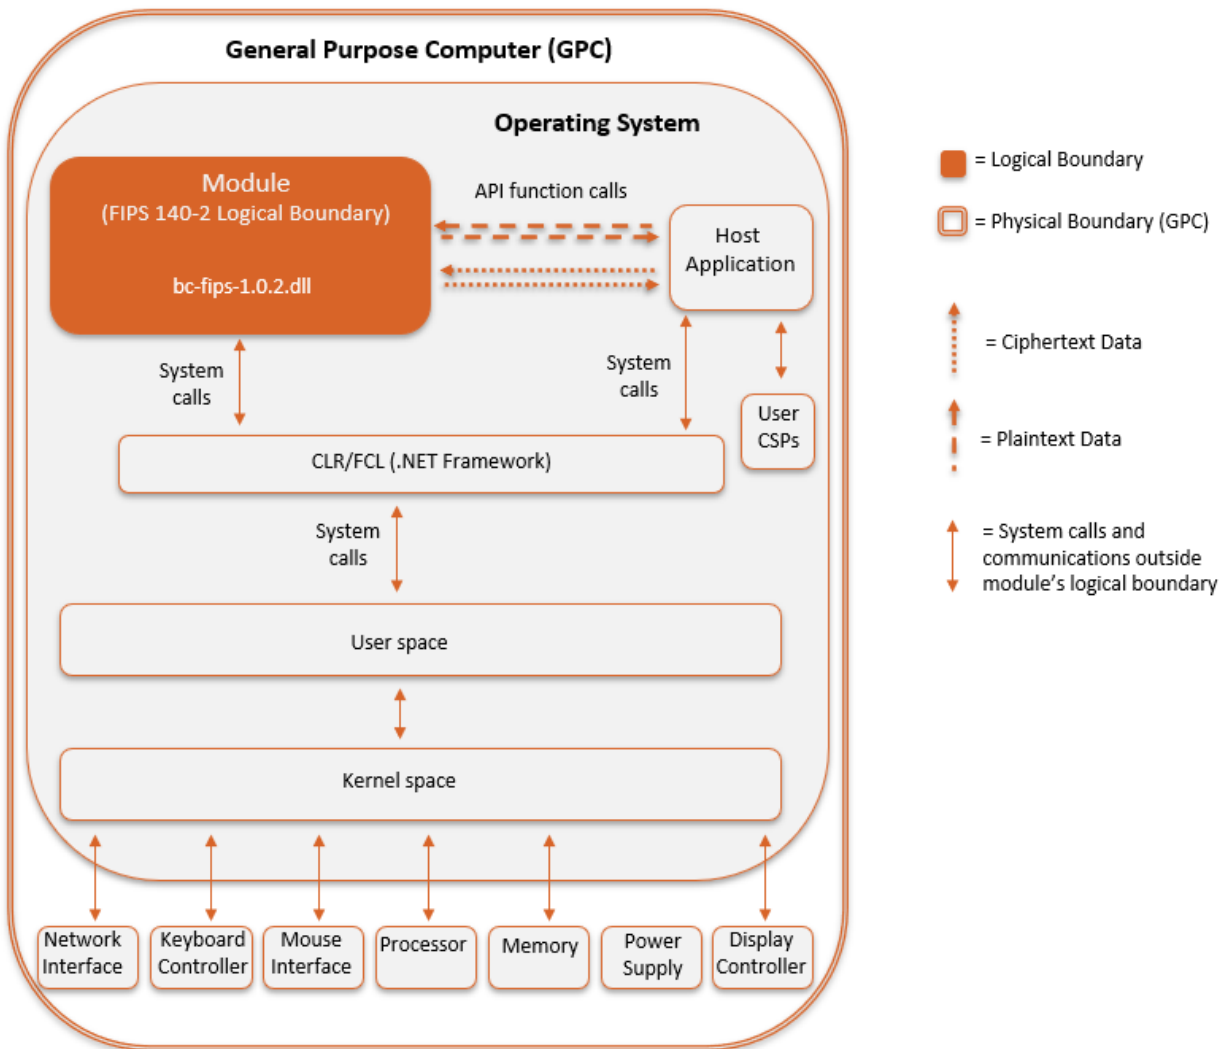 General Purpose Computer (GPC)
Operating System
Module
(FIPS 140-2 Logical Boundary)
bc-fips-1.0.2.dll
API function calls
Host
Application
System
calls
System
calls
User
CSPs
CLR/FCL (.NET Framework)
System
calls
User space
Kernel space
Network
Interface
Keyboard
Controller
Mouse
Interface
Processor
Memory
Power
Supply
Display
Controller
= Logical Boundary
= Physical Boundary (GPC)
= Ciphertext Data
= Plaintext Data
= System calls and
communications outside
module's logical boundary